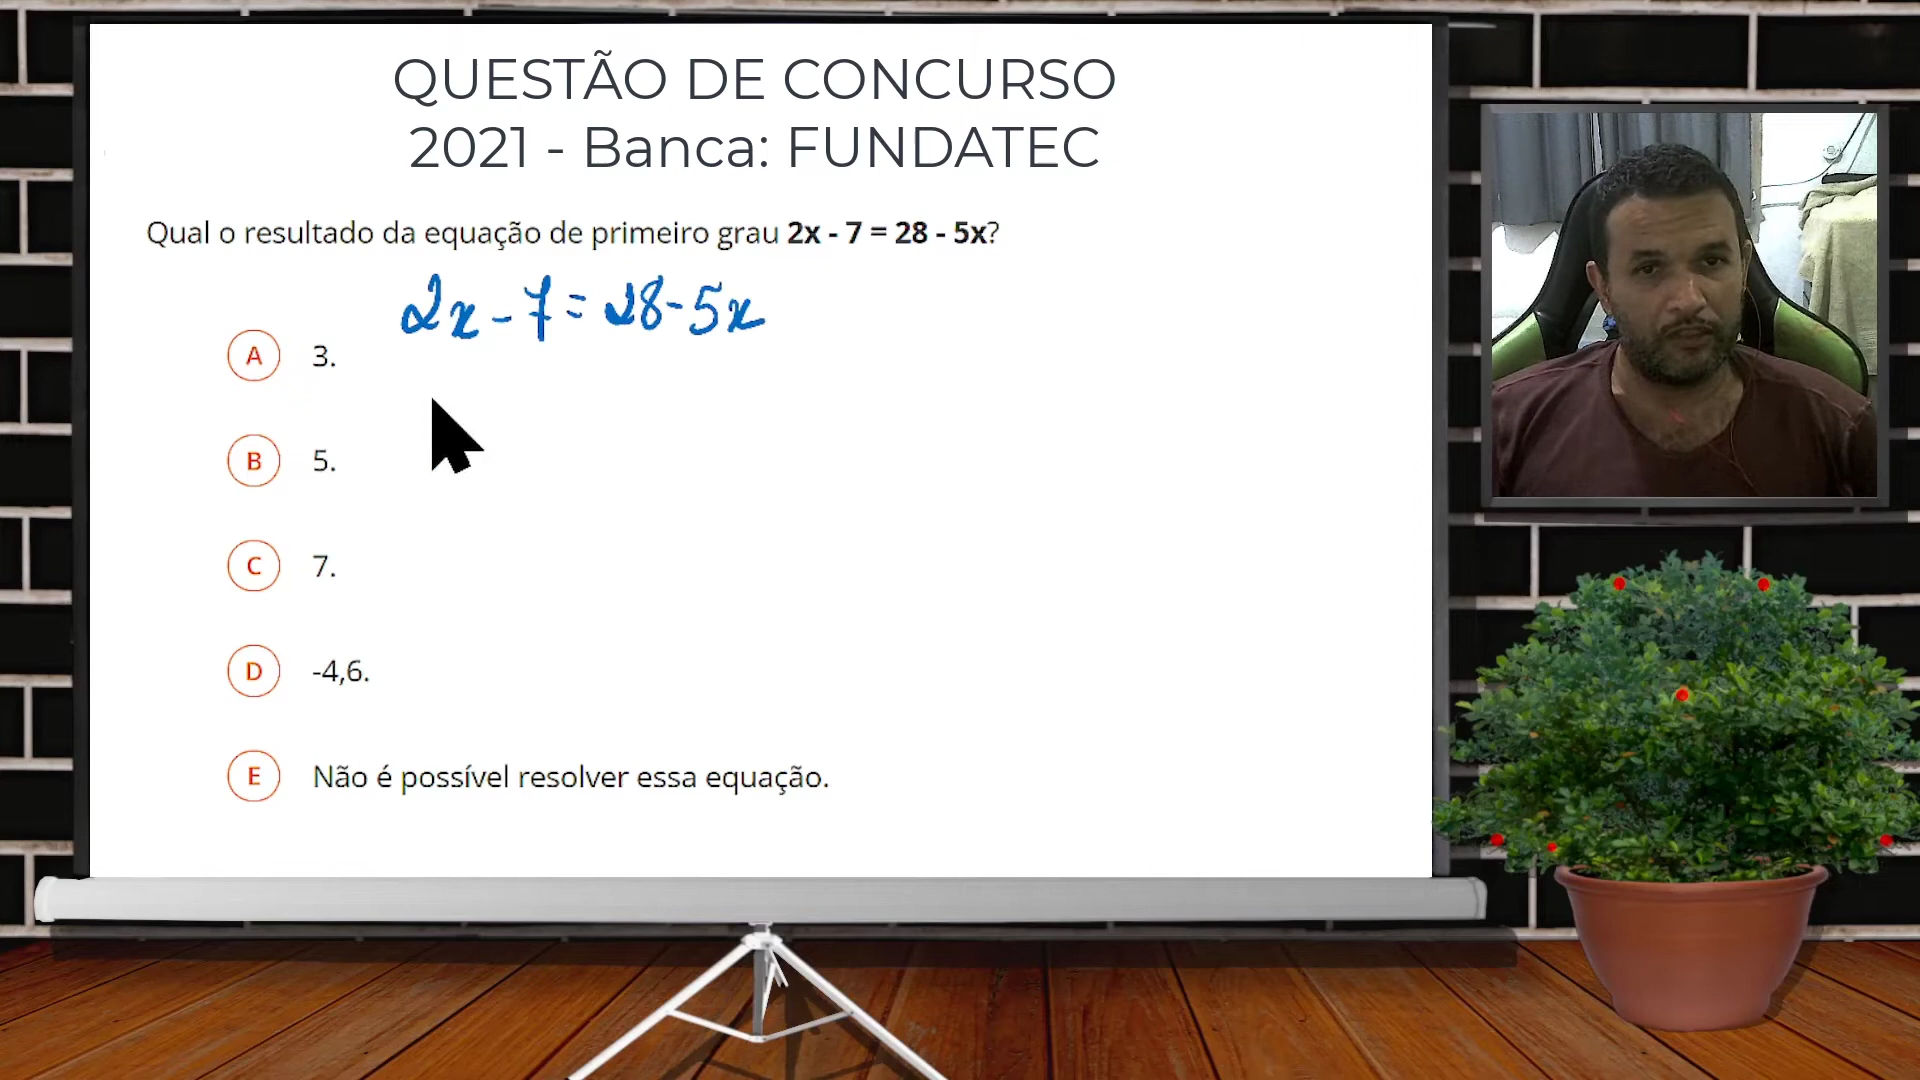 QUESTÃO DE CONCURSO
2021 - Banca: FUNDATEC
Qual o resultado da equação de primeiro grau 2x - 7 = 28 - 5x?
2x - 7 = 28 - 5x
A 3.
B 5.
C 7.
D -4,6.
E Não é possível resolver essa equação.